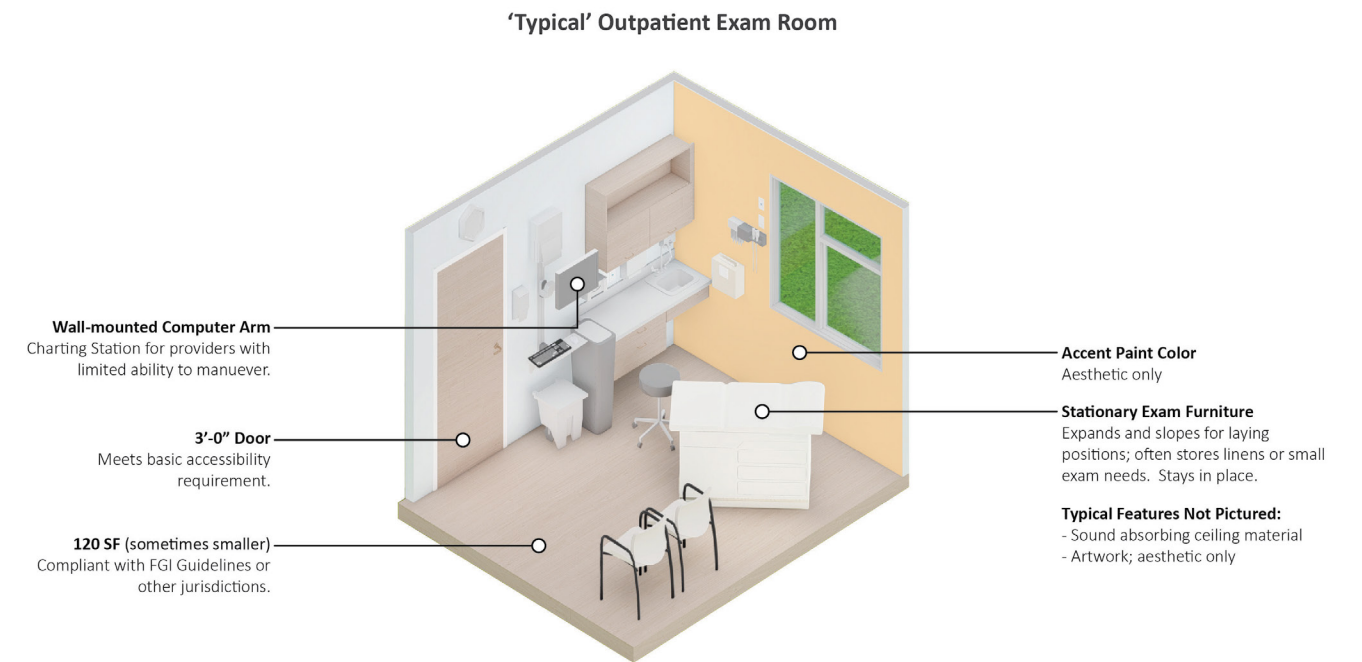 ‘Typical’ Outpatient Exam Room
Wall-mounted Computer Arm
Charting Station for providers with
limited ability to manuever.
3’-0” Door
Meets basic accessibility
requirement.
120 SF (sometimes smaller)
Compliant with FGI Guidelines or
other jurisdictions.
Accent Paint Color
Aesthetic only
Stationary Exam Furniture
Expands and slopes for laying
positions; often stores linens or small
exam needs.  Stays in place.
Typical Features Not Pictured:
- Sound absorbing ceiling material
- Artwork; aesthetic only